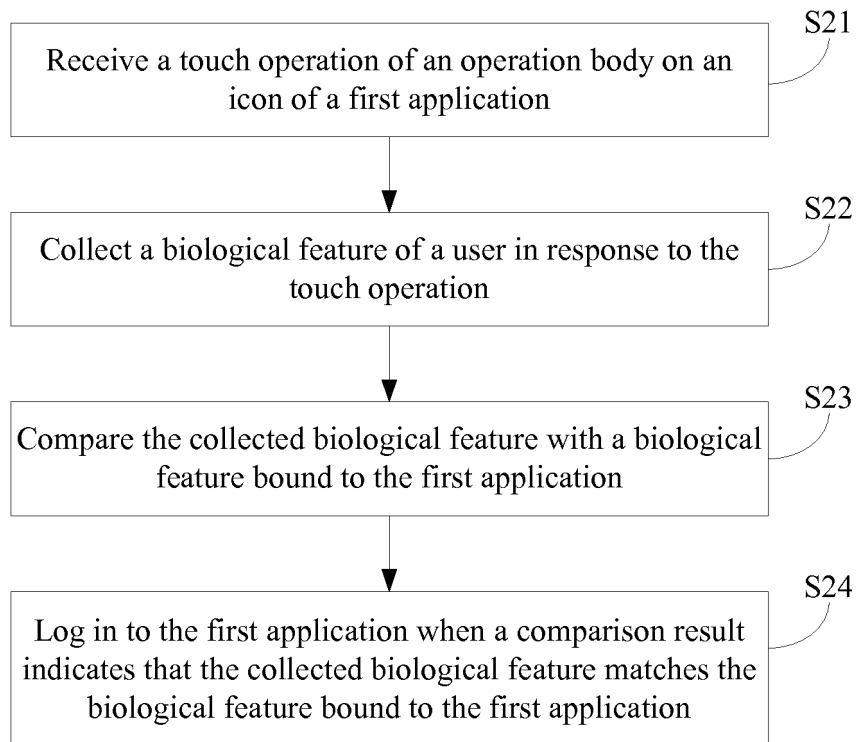 S21
Receive a touch operation of an operation body on an
icon of a first application
S22
Collect a biological feature of a user in response to the
touch operation
S23
Compare the collected biological feature with a biological
feature bound to the first application
S24
Log in to the first application when a comparison result
indicates that the collected biological feature matches the
biological feature bound to the first application